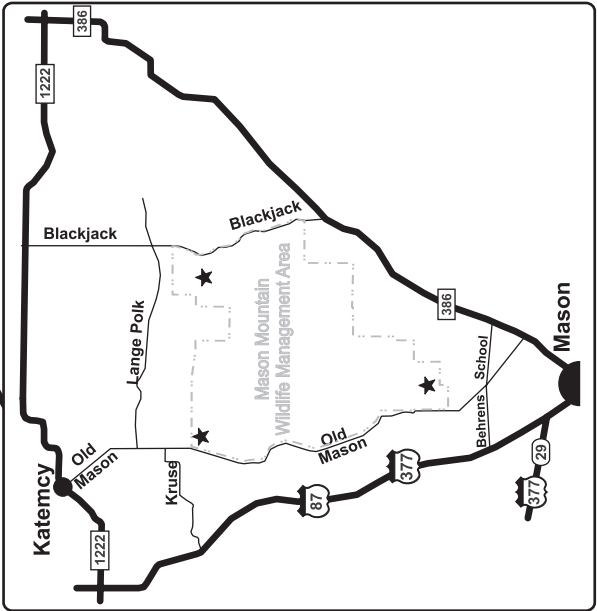 386
1222
Blackjack
Blackjack
Lange Polk
Mason Mountain
Wildlife Management Area
386
Mason
Behrens School
Old
Mason
Old
Mason
Katemcy
Kruse
377
87
29
377
1222